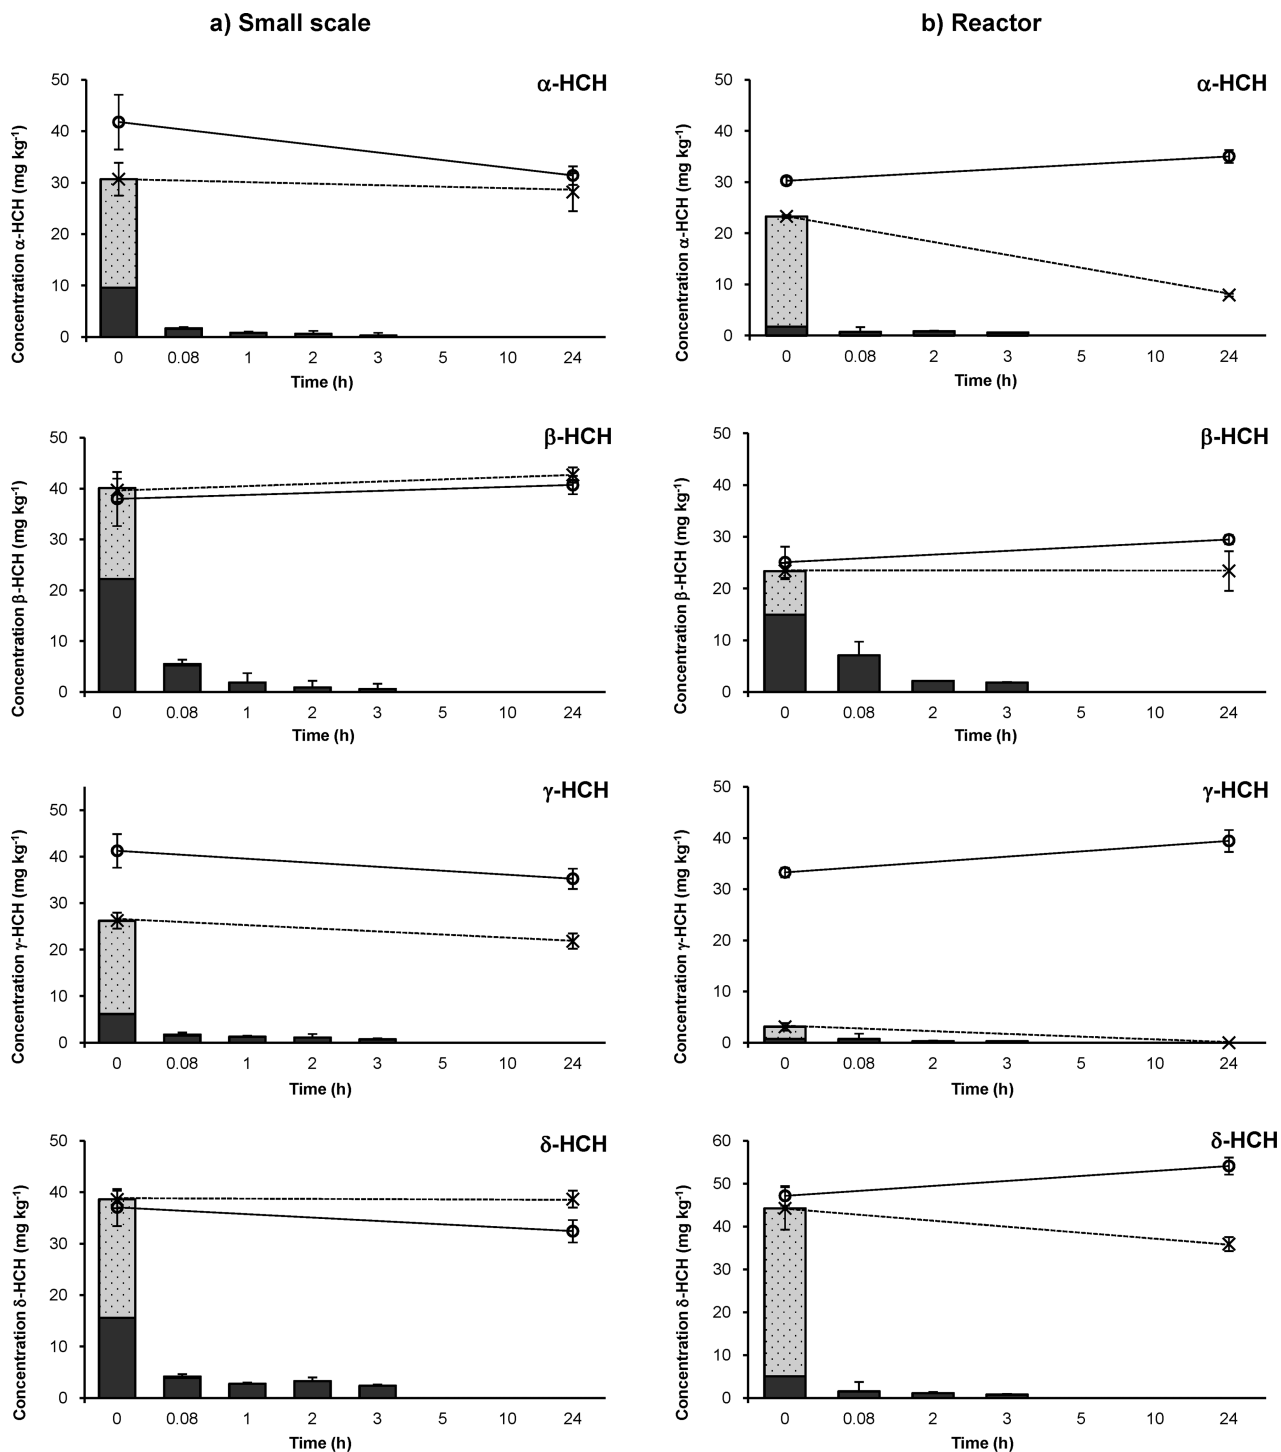 a) Small scale
b) Reactor
α-HCH
Concentration α-HCH (mg kg-1)
50
40
30
20
10
0
0 0.08 1 2 3 5 10 24
Time (h)
α-HCH
Concentration α-HCH (mg kg-1)
50
40
30
20
10
0
0 0.08 2 3 5 10 24
Time (h)
β-HCH
Concentration β-HCH (mg kg-1)
50
40
30
20
10
0
0 0.08 1 2 3 5 10 24
Time (h)
β-HCH
Concentration β-HCH (mg kg-1)
50
40
30
20
10
0
0 0.08 2 3 5 10 24
Time (h)
γ-HCH
Concentration γ-HCH (mg kg-1)
50
40
30
20
10
0
0 0.08 1 2 3 5 10 24
Time (h)
γ-HCH
Concentration γ-HCH (mg kg-1)
50
40
30
20
10
0
0 0.08 2 3 5 10 24
Time (h)
δ-HCH
Concentration δ-HCH (mg kg-1)
50
40
30
20
10
0
0 0.08 1 2 3 5 10 24
Time (h)
δ-HCH
Concentration δ-HCH (mg kg-1)
60
50
40
30
20
10
0
0 0.08 2 3 5 10 24
Time (h)